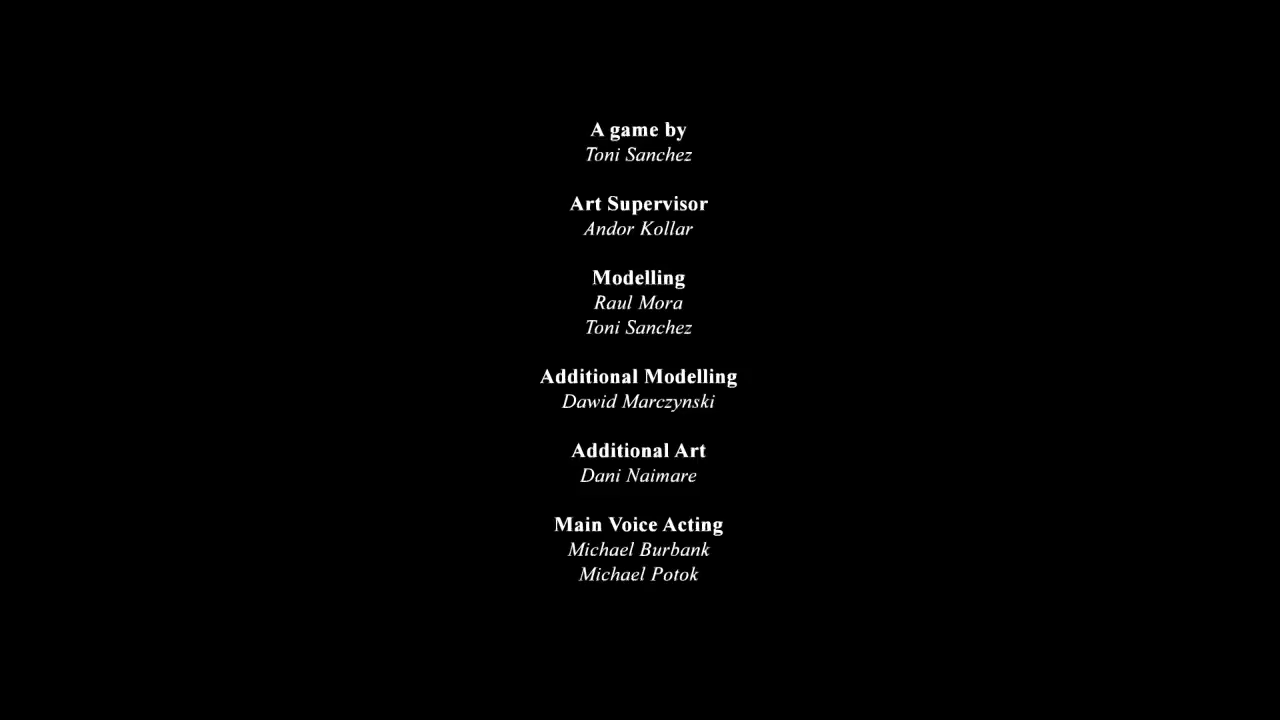 A game by
Toni Sanchez
Art Supervisor
Andor Kollar
Modelling
Raul Mora
Toni Sanchez
Additional Modelling
Dawid Marczynski
Additional Art
Dani Naimare
Main Voice Acting
Michael Burbank
Michael Potok